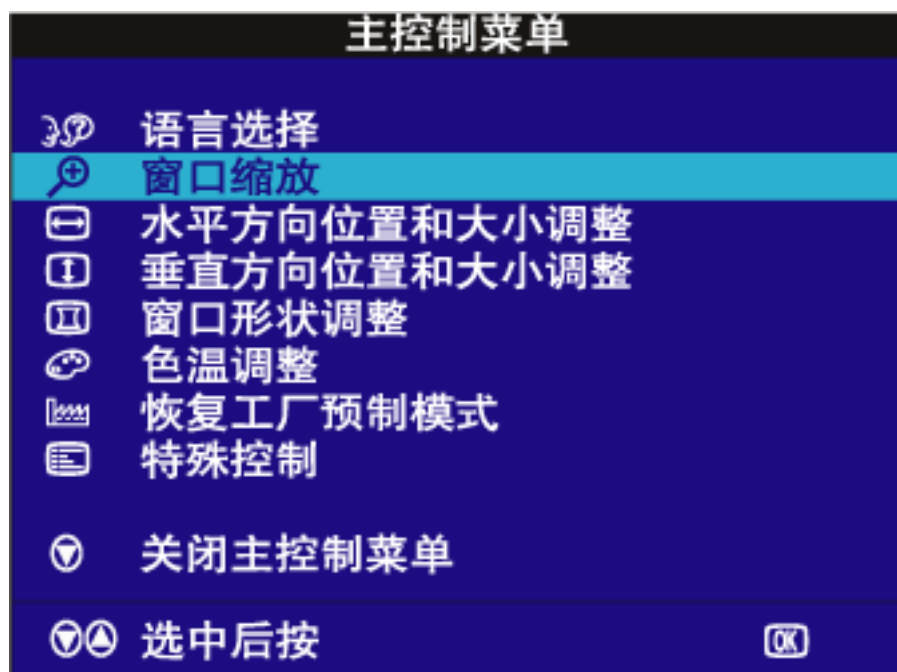 主控制菜单
语言选择
窗口缩放
水平方向位置和大小调整
垂直方向位置和大小调整
窗口形状调整
色温调整
恢复工厂预制模式
特殊控制
关闭主控制菜单
选中后按 OK